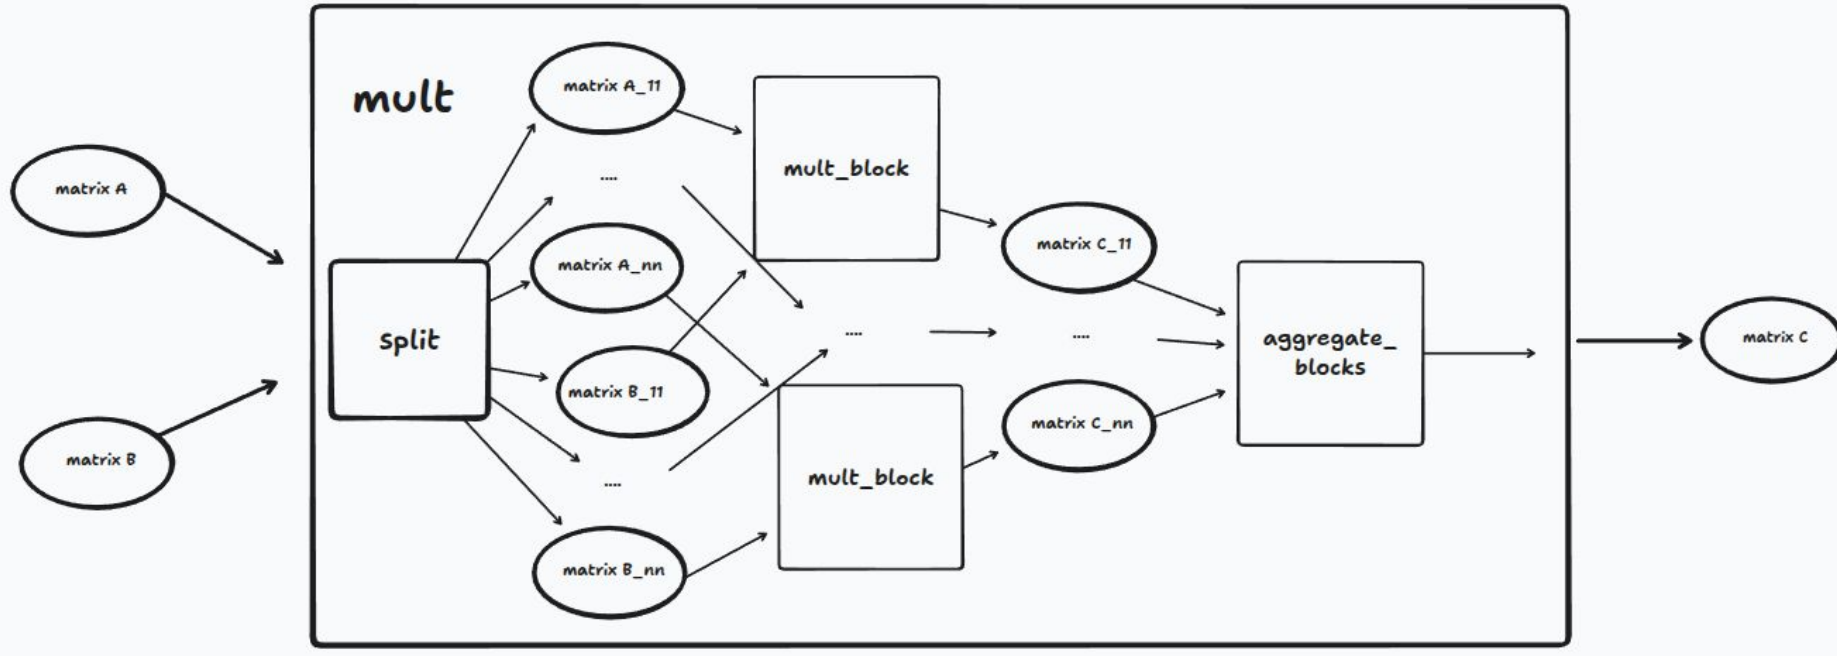 mult
matrix A
matrix B
split
matrix A_11
....
matrix A_nn
matrix B_11
....
matrix B_nn
mult_block
....
mult_block
matrix C_11
....
matrix C_nn
aggregate_
blocks
matrix C